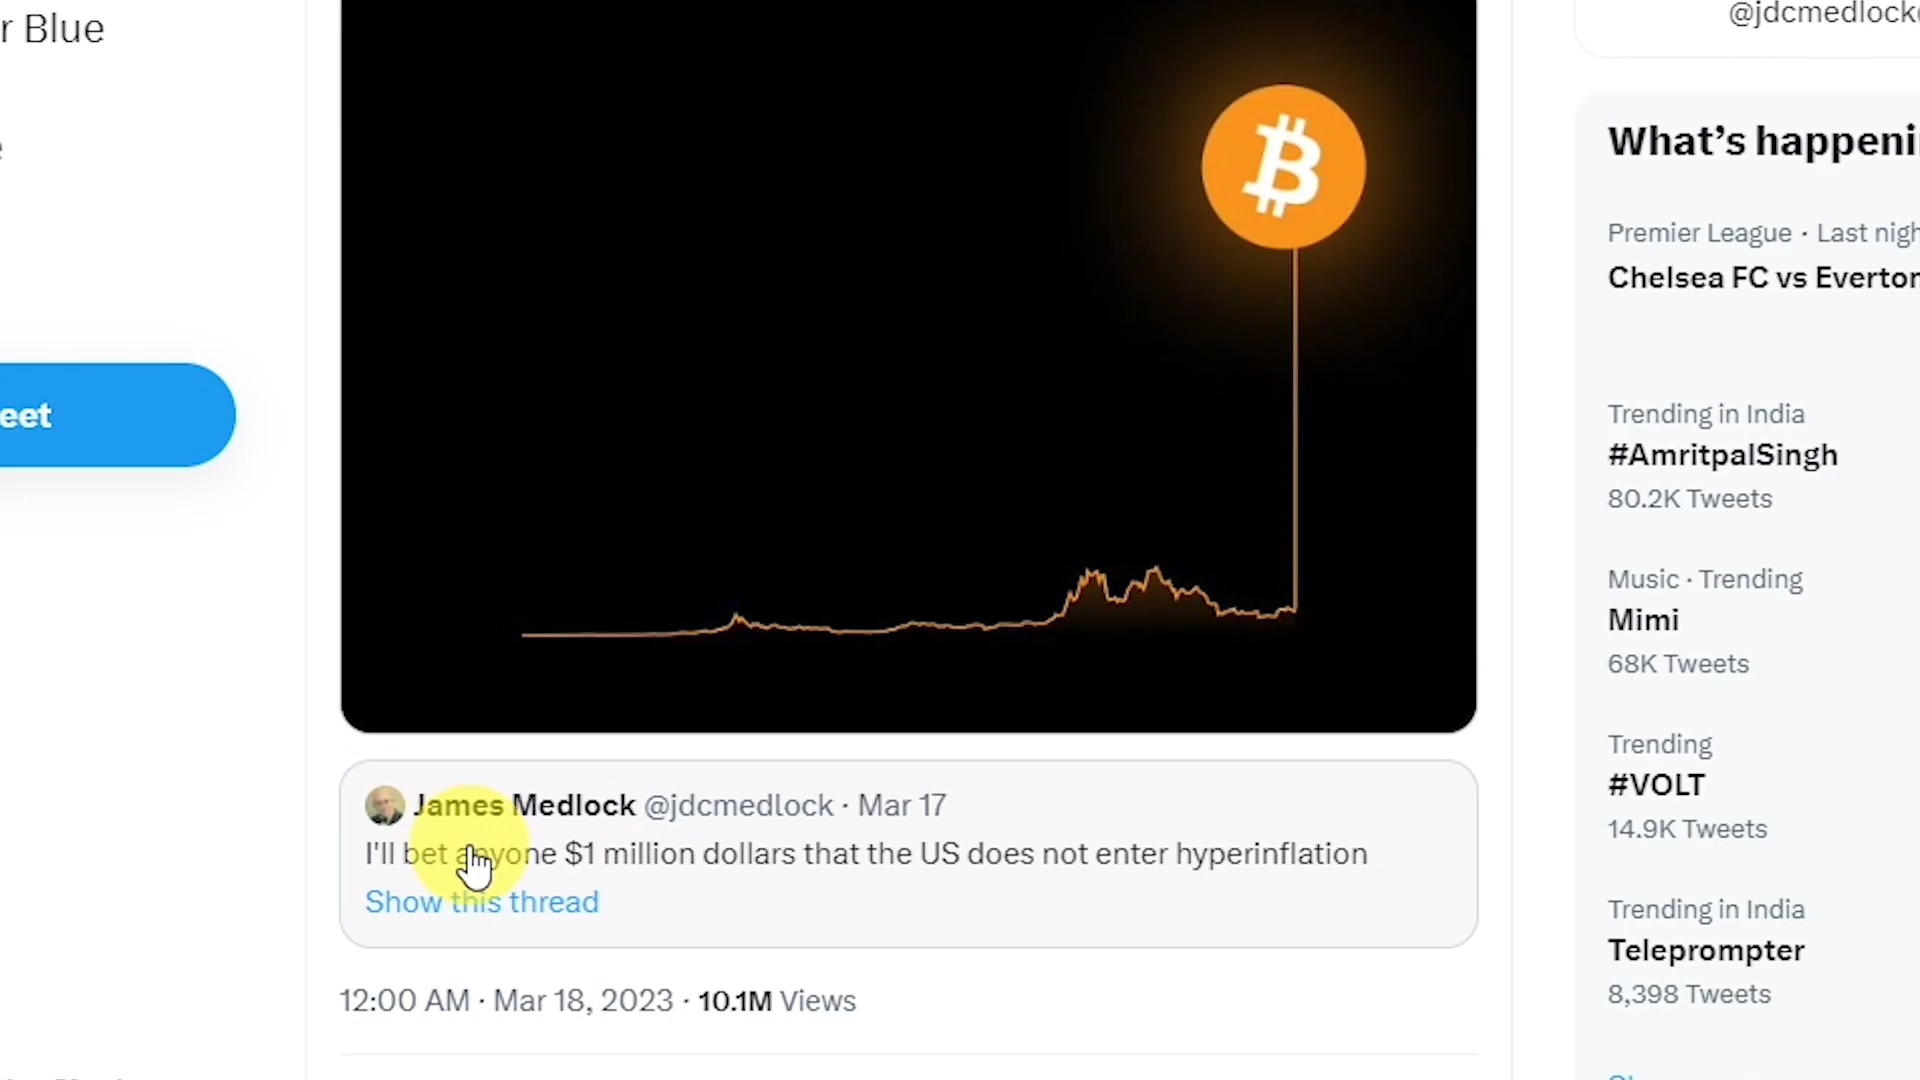 r Blue
eet
James Medlock @jdcmedlock · Mar 17
I'll bet anyone $1 million dollars that the US does not enter hyperinflation
Show this thread
12:00 AM · Mar 18, 2023 · 10.1M Views
@jdcmedlock
What's happeni
Premier League · Last nigh
Chelsea FC vs Everton
Trending in India
#AmritpalSingh
80.2K Tweets
Music · Trending
Mimi
68K Tweets
Trending
#VOLT
14.9K Tweets
Trending in India
Teleprompter
8,398 Tweets